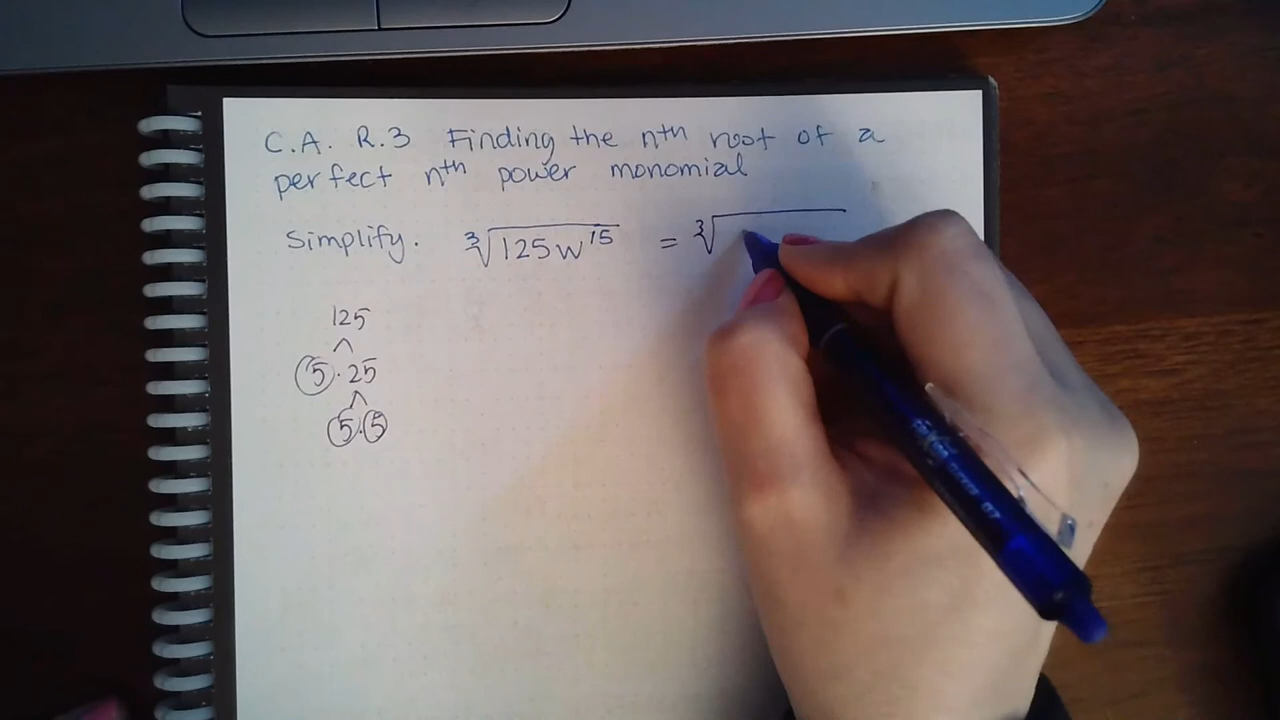 C.A. R.3 Finding the nth root of a
perfect nth power monomial
Simplify. ∛125w¹⁵ = ∛
125
5 · 25
5 · 5